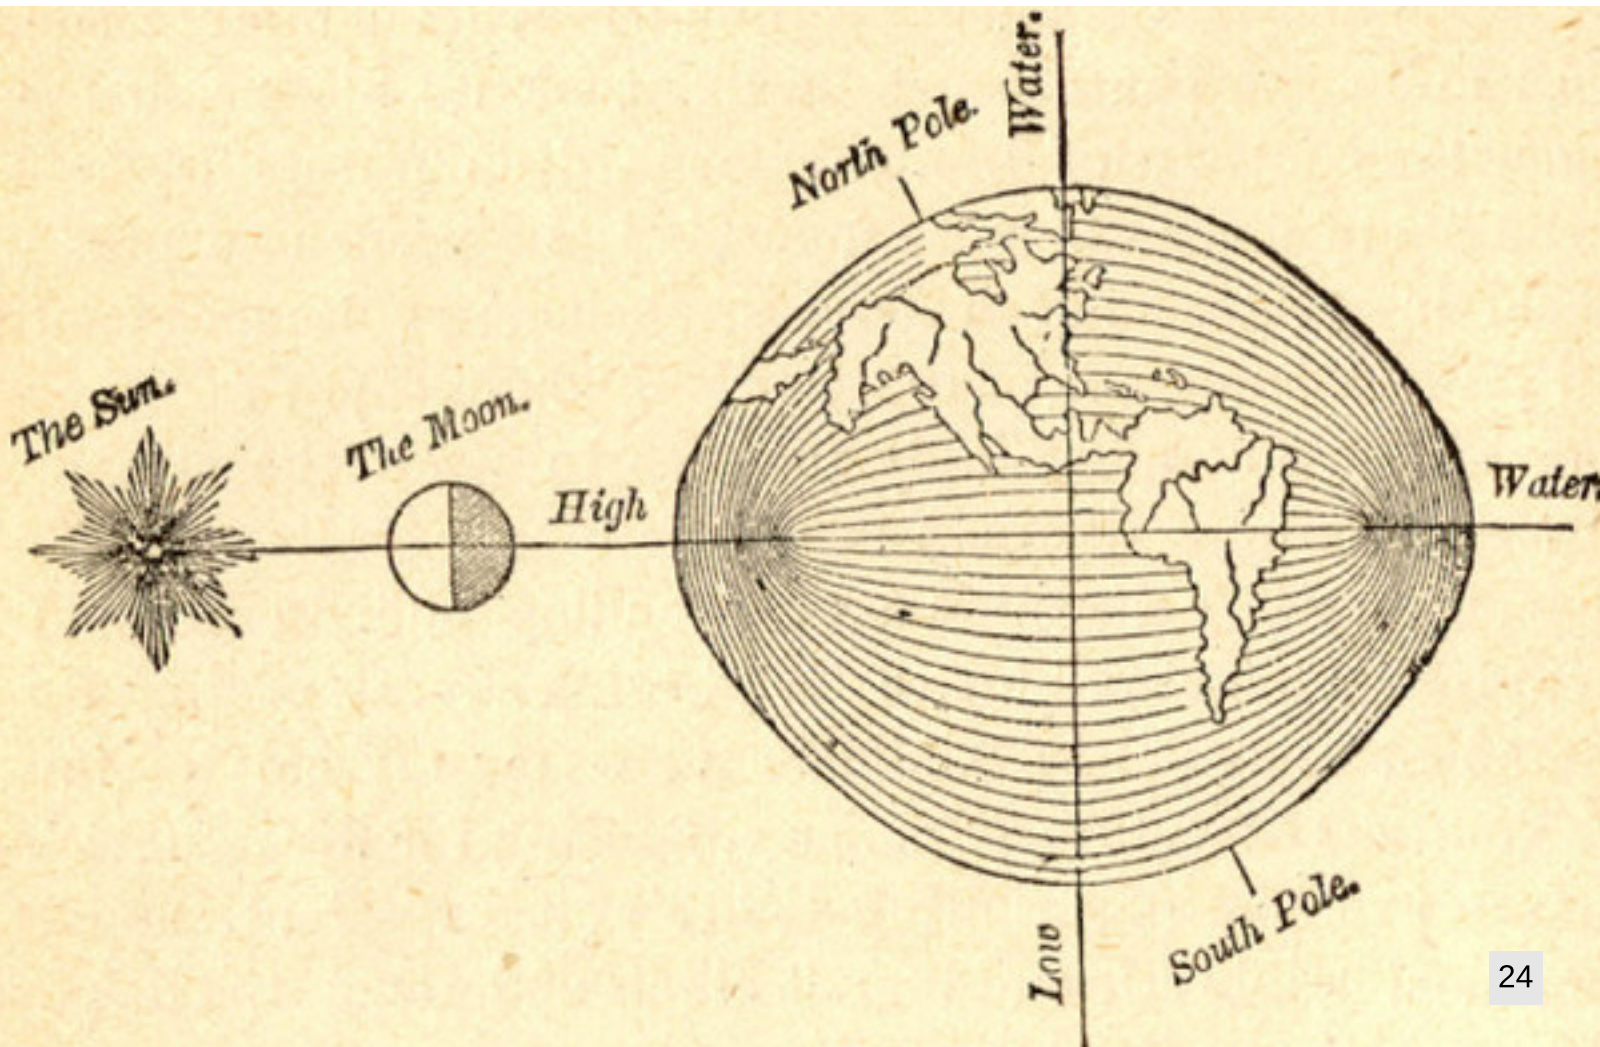 Water.
North Pole.
The Sun.
The Moon.
High
Water.
Low
South Pole.
24